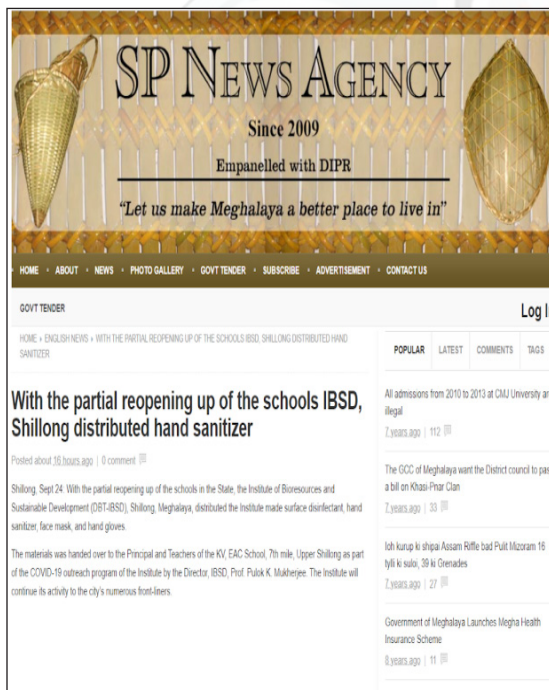 SP NEWS AGENCY
Since 2009
Empanelled with DIPR
"Let us make Meghalaya a better place to live in"
HOME • ABOUT • NEWS • PHOTO GALLERY • GOVT TENDER • SUBSCRIBE • ADVERTISEMENT • CONTACT US
GOVT TENDER
Log I
HOME » ENGLISH NEWS » WITH THE PARTIAL REOPENING UP OF THE SCHOOLS IBSD, SHILLONG DISTRIBUTED HAND
SANITIZER
With the partial reopening up of the schools IBSD,
Shillong distributed hand sanitizer
Posted about 16 hours ago | 0 comment
Shillong, Sept 24: With the partial reopening up of the schools in the State, the Institute of Bioresources and
Sustainable Development (DBT-IBSD), Shillong, Meghalaya, distributed the Institute made surface disinfectant, hand
sanitizer, face mask, and hand gloves.
The materials was handed over to the Principal and Teachers of the KV, EAC School, 7th mile, Upper Shillong as part
of the COVID-19 outreach program of the Institute by the Director, IBSD, Prof. Pulok K. Mukherjee. The Institute will
continue its activity to the city's numerous front-liners.
POPULAR LATEST COMMENTS TAGS
All admissions from 2010 to 2013 at CMJ University ar
illegal
7 years ago | 112
The GCC of Meghalaya want the District council to pas
a bill on Khasi-Pnar Clan
7 years ago | 33
Ioh kurup ki shipai Assam Riffle bad Pulit Mizoram 16
tylli ki suloi, 39 ki Grenades
7 years ago | 27
Government of Meghalaya Launches Megha Health
Insurance Scheme
8 years ago | 11